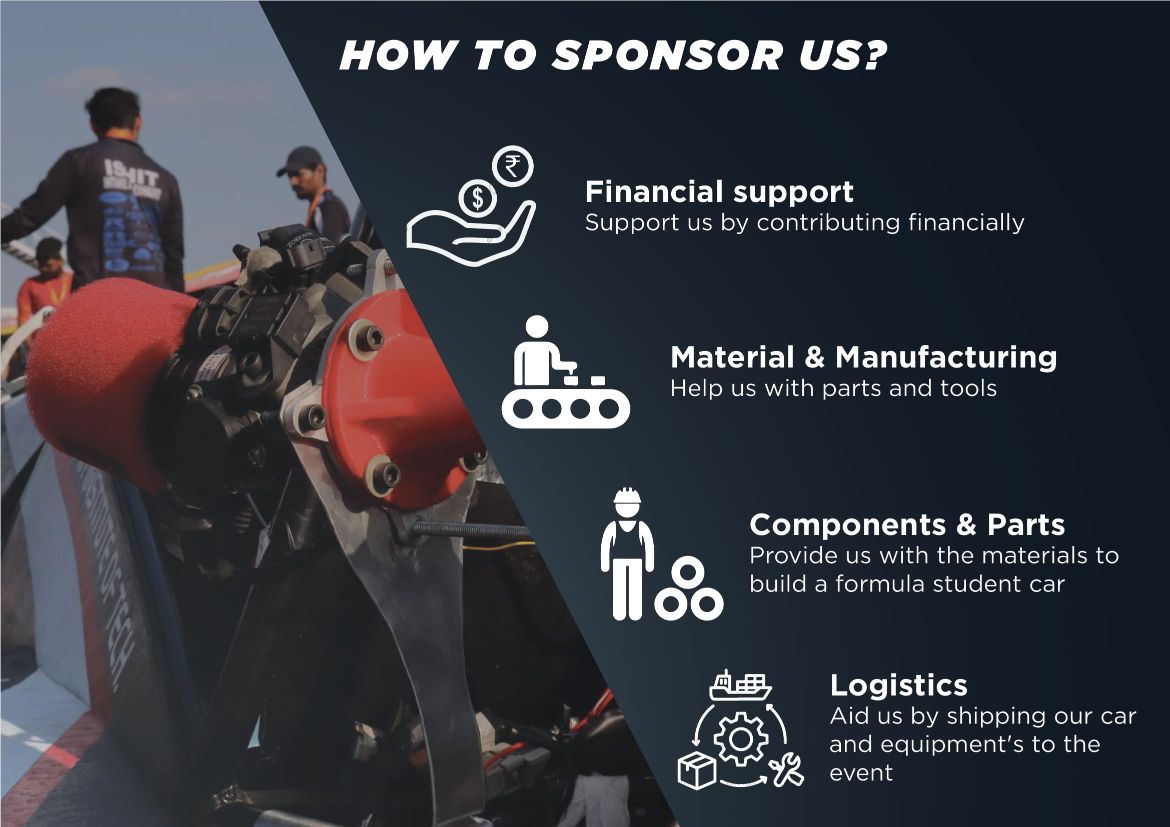 HOW TO SPONSOR US?
₹
$
Financial support
Support us by contributing financially
Material & Manufacturing
Help us with parts and tools
Components & Parts
Provide us with the materials to
build a formula student car
Logistics
Aid us by shipping our car
and equipment's to the
event
OF TECH.